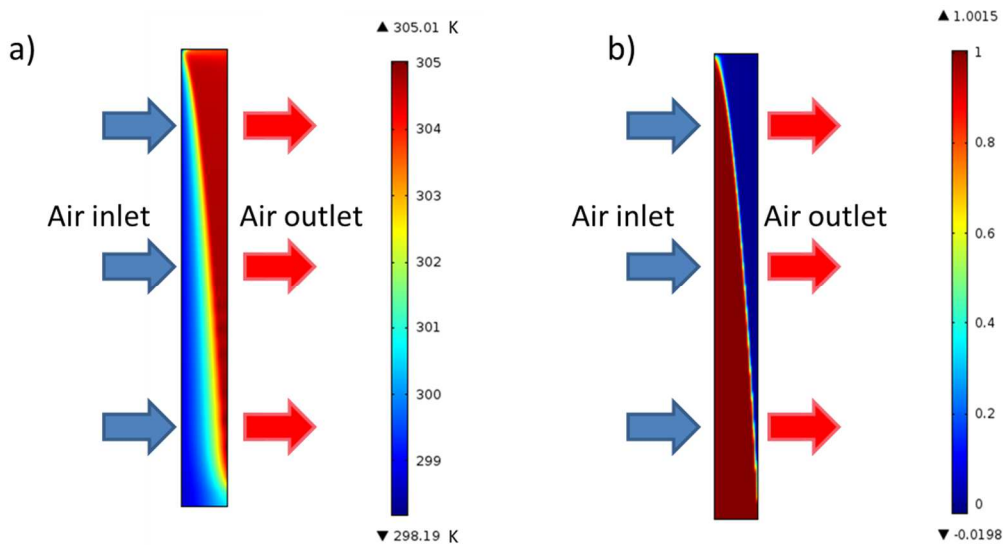 a)
▲ 305.01 K
305
304
303
302
301
300
299
▼ 298.19 K
Air inlet
Air outlet
b)
▲ 1.0015
1
0.8
0.6
0.4
0.2
0
▼ -0.0198
Air inlet
Air outlet